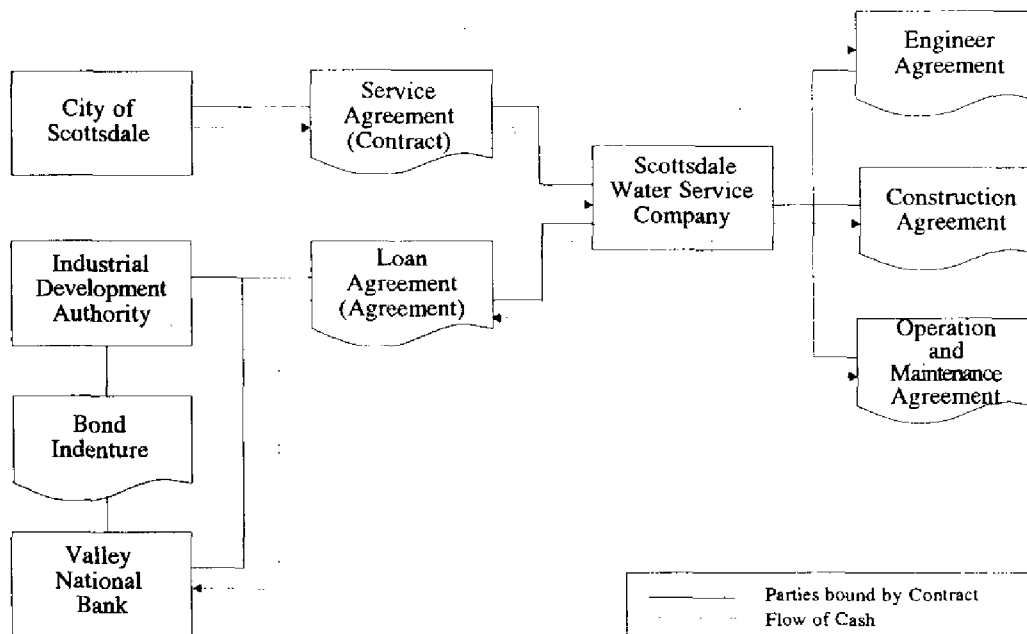 City of
Scottsdale
Service
Agreement
(Contract)
Scottsdale
Water Service
Company
Engineer
Agreement
Construction
Agreement
Operation
and
Maintenance
Agreement
Industrial
Development
Authority
Loan
Agreement
(Agreement)
Bond
Indenture
Valley
National
Bank
Parties bound by Contract
Flow of Cash